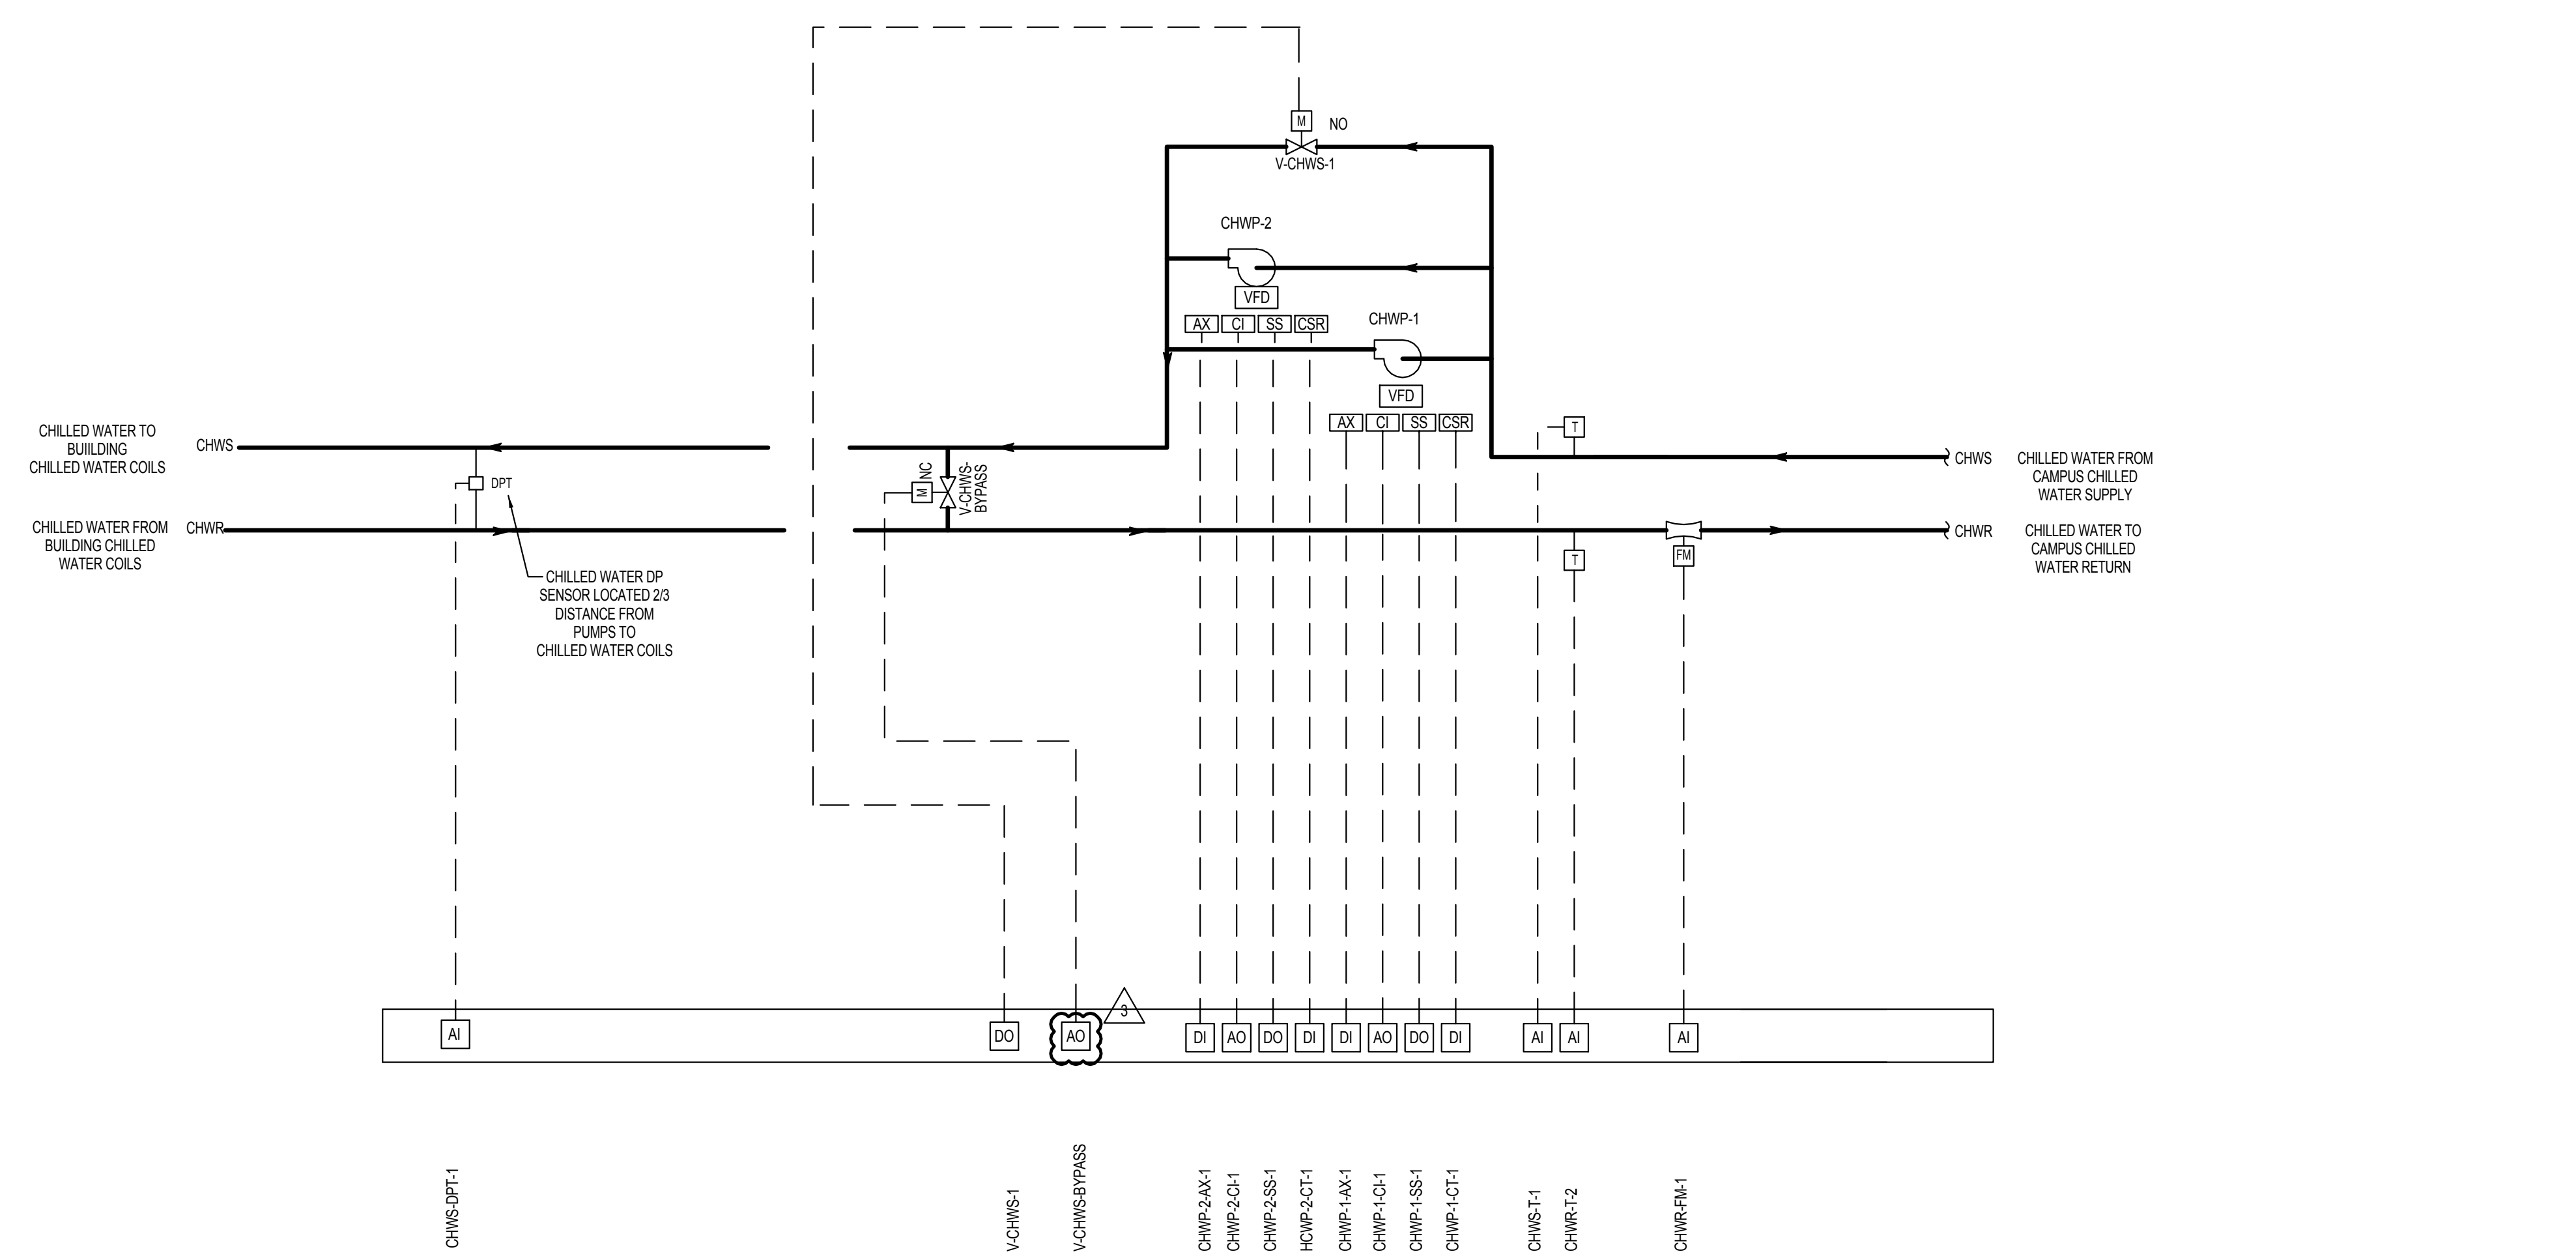 M
NO
V-CHWS-1
CHWP-2
VFD
AX CI SS CSR
CHWP-1
VFD
AX CI SS CSR
CHILLED WATER TO
BUILDING
CHILLED WATER COILS
CHWS
DPT
CHILLED WATER FROM
BUILDING CHILLED
WATER COILS
CHWR
CHILLED WATER DP
SENSOR LOCATED 2/3
DISTANCE FROM
PUMPS TO
CHILLED WATER COILS
M
NC
V-CHWS-
BYPASS
T
CHWS
CHILLED WATER FROM
CAMPUS CHILLED
WATER SUPPLY
T
FM
CHWR
CHILLED WATER TO
CAMPUS CHILLED
WATER RETURN
3
AI DO AO DI AO DO DI DI AO DO DI AI AI AI
CHWS-DPT-1
V-CHWS-1
V-CHWS-BYPASS
CHWP-2-AX-1
CHWP-2-CI-1
CHWP-2-SS-1
HCWP-2-CT-1
CHWP-1-AX-1
CHWP-1-CI-1
CHWP-1-SS-1
CHWP-1-CT-1
CHWS-T-1
CHWR-T-2
CHWR-FM-1